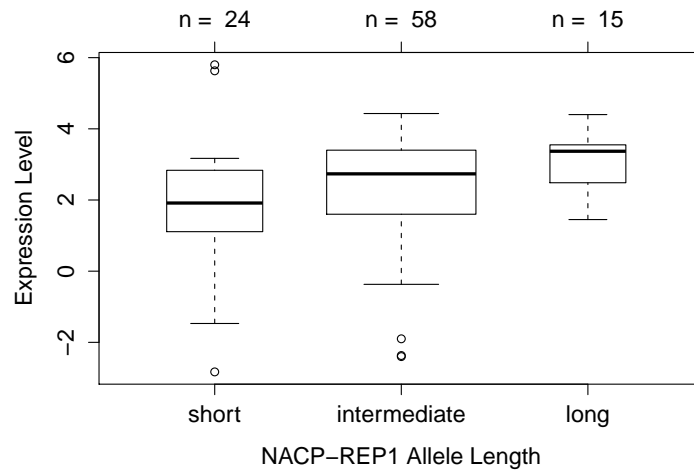 n = 24 n = 58 n = 15
Expression Level
6
4
2
0
−2
short intermediate long
NACP−REP1 Allele Length